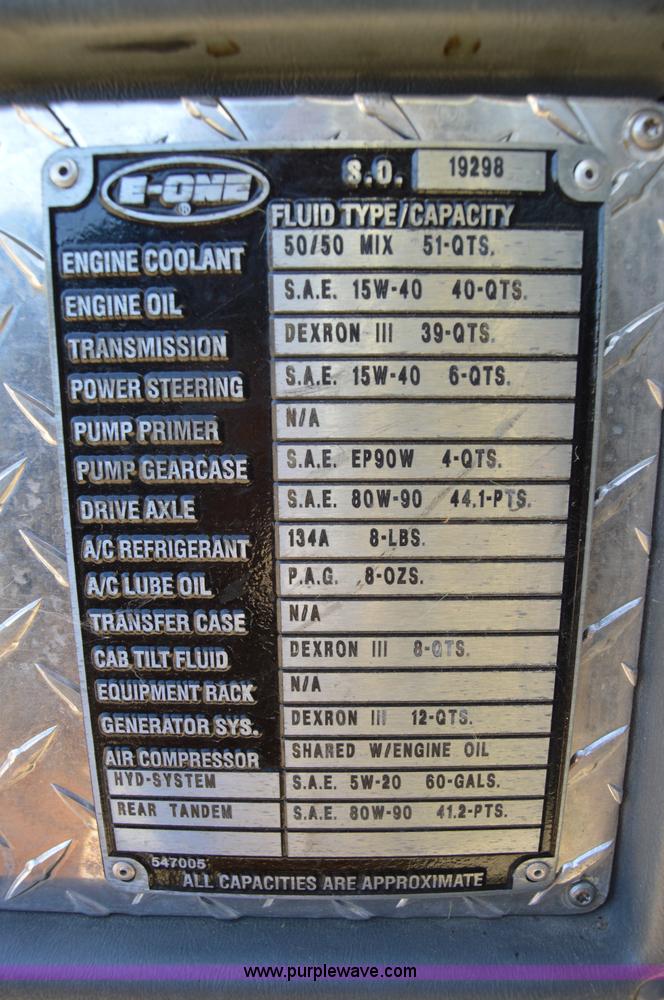 E-ONE ® S.O. 19298
FLUID TYPE/CAPACITY
ENGINE COOLANT 50/50 MIX 51-QTS.
ENGINE OIL S.A.E. 15W-40 40-QTS.
TRANSMISSION DEXRON III 39-QTS.
POWER STEERING S.A.E. 15W-40 6-QTS.
PUMP PRIMER N/A
PUMP GEARCASE S.A.E. EP90W 4-QTS.
DRIVE AXLE S.A.E. 80W-90 44.1-PTS.
A/C REFRIGERANT 134A 8-LBS.
A/C LUBE OIL P.A.G. 8-OZS.
TRANSFER CASE N/A
CAB TILT FLUID DEXRON III 8-QTS.
EQUIPMENT RACK N/A
GENERATOR SYS. DEXRON III 12-QTS.
AIR COMPRESSOR SHARED W/ENGINE OIL
HYD-SYSTEM S.A.E. 5W-20 60-GALS.
REAR TANDEM S.A.E. 80W-90 41.2-PTS.
547005
ALL CAPACITIES ARE APPROXIMATE
www.purplewave.com